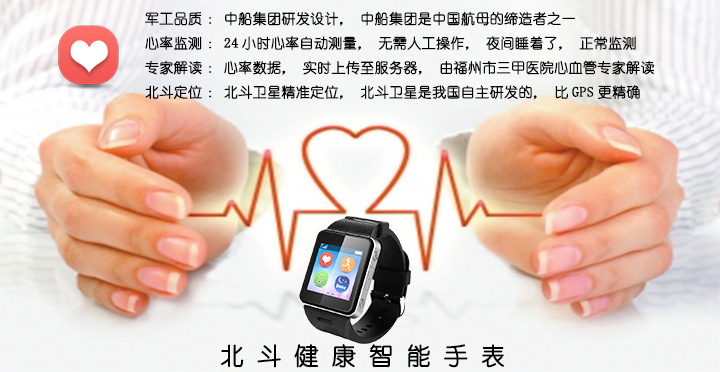 军工品质： 中船集团研发设计， 中船集团是中国航母的缔造者之一
心率监测： 24小时心率自动测量， 无需人工操作， 夜间睡着了， 正常监测
专家解读： 心率数据， 实时上传至服务器， 由福州市三甲医院心血管专家解读
北斗定位： 北斗卫星精准定位， 北斗卫星是我国自主研发的， 比GPS更精确
北斗健康智能手表